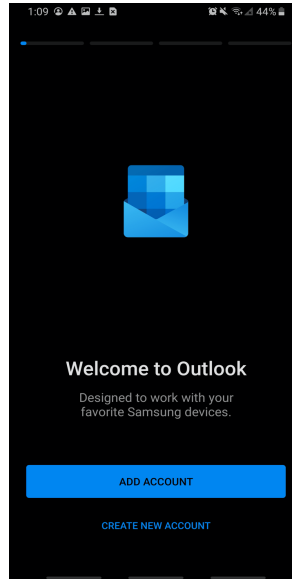 1:09 44%
Welcome to Outlook
Designed to work with your
favorite Samsung devices.
ADD ACCOUNT
CREATE NEW ACCOUNT